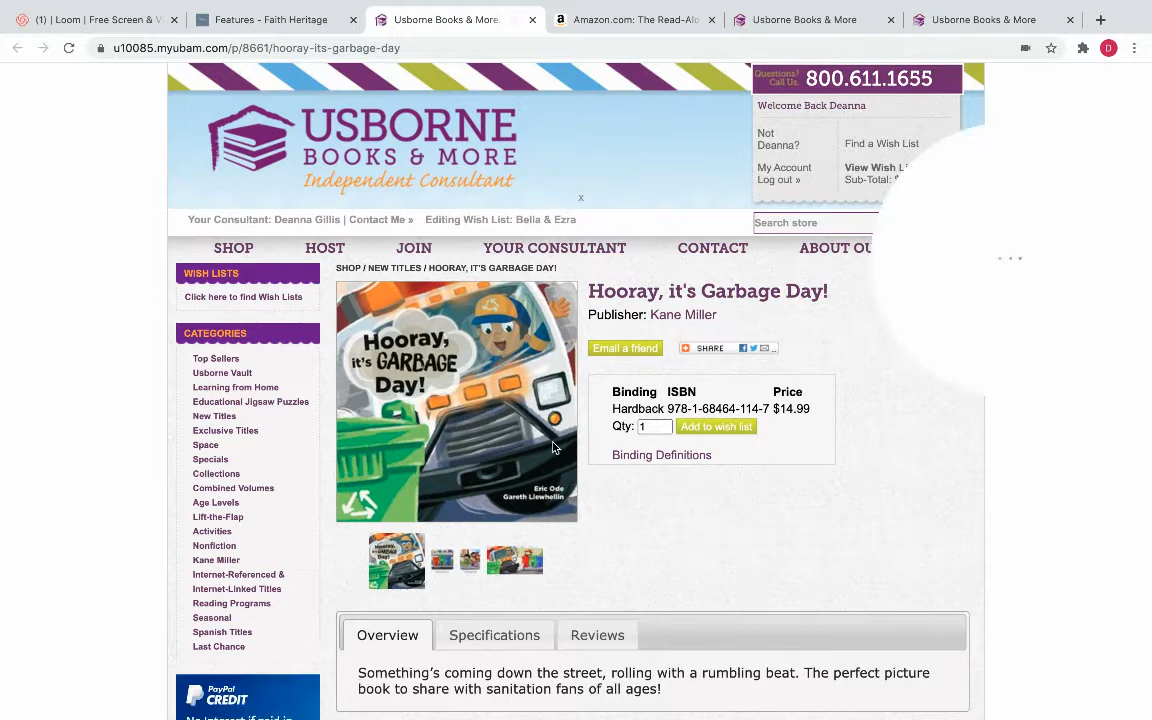 (1) | Loom | Free Screen & V
Features - Faith Heritage
Usborne Books & More.
Amazon.com: The Read-Alo
Usborne Books & More
Usborne Books & More
u10085.myubam.com/p/8661/hooray-its-garbage-day
D
USBORNE
BOOKS & MORE
Independent Consultant
Questions?
Call Us
800.611.1655
Welcome Back Deanna
Not
Deanna?
Find a Wish List
My Account
Log out »
View Wish
Sub-Total:
x
Your Consultant: Deanna Gillis | Contact Me »
Editing Wish List: Bella & Ezra
Search store
SHOP
HOST
JOIN
YOUR CONSULTANT
CONTACT
ABOUT OU
WISH LISTS
Click here to find Wish Lists
CATEGORIES
Top Sellers
Usborne Vault
Learning from Home
Educational Jigsaw Puzzles
New Titles
Exclusive Titles
Space
Specials
Collections
Combined Volumes
Age Levels
Lift-the-Flap
Activities
Nonfiction
Kane Miller
Internet-Referenced &
Internet-Linked Titles
Reading Programs
Seasonal
Spanish Titles
Last Chance
PayPal
CREDIT
No Interest if paid in
SHOP / NEW TITLES / HOORAY, IT'S GARBAGE DAY!
Hooray,
it's GARBAGE
Day!
Eric Ode
Gareth Llewhellin
Hooray, it's Garbage Day!
Publisher: Kane Miller
Email a friend
SHARE
Binding ISBN Price
Hardback 978-1-68464-114-7 $14.99
Qty: 1 Add to wish list
Binding Definitions
Overview
Specifications
Reviews
Something's coming down the street, rolling with a rumbling beat. The perfect picture
book to share with sanitation fans of all ages!